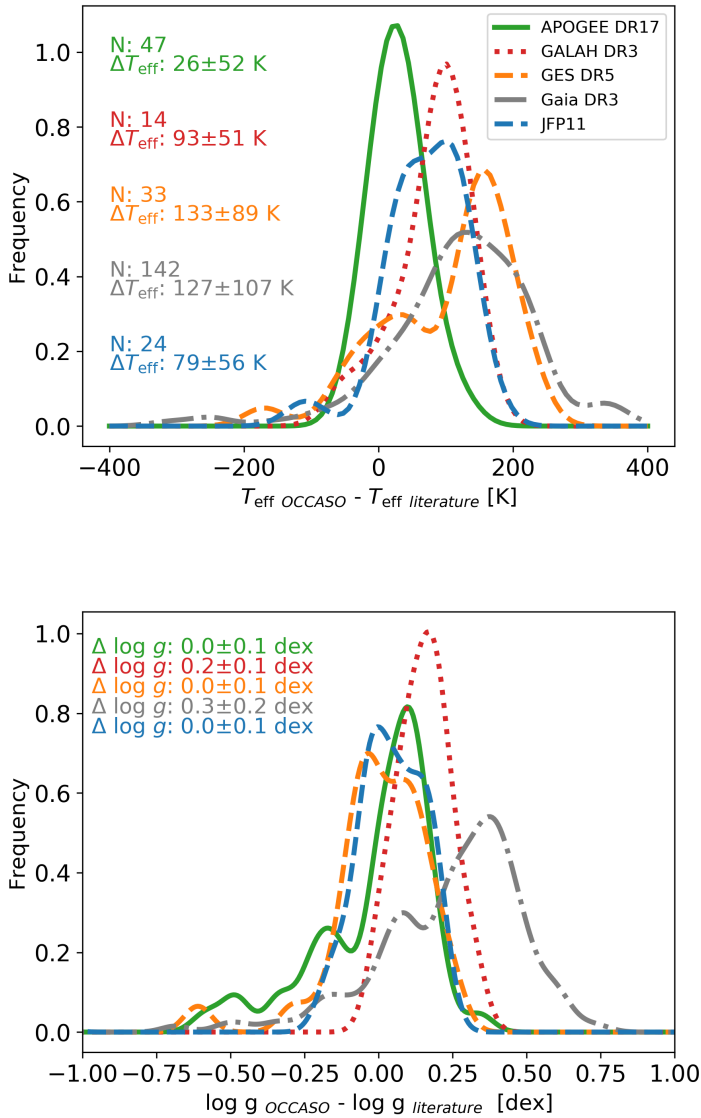 APOGEE DR17
GALAH DR3
GES DR5
Gaia DR3
JFP11
N: 47
ΔTeff: 26±52 K
N: 14
ΔTeff: 93±51 K
N: 33
ΔTeff: 133±89 K
N: 142
ΔTeff: 127±107 K
N: 24
ΔTeff: 79±56 K
Frequency
1.0
0.8
0.6
0.4
0.2
0.0
−400 −200 0 200 400
Teff OCCASO - Teff literature [K]
Δ log g: 0.0±0.1 dex
Δ log g: 0.2±0.1 dex
Δ log g: 0.0±0.1 dex
Δ log g: 0.3±0.2 dex
Δ log g: 0.0±0.1 dex
Frequency
1.0
0.8
0.6
0.4
0.2
0.0
−1.00 −0.75 −0.50 −0.25 0.00 0.25 0.50 0.75 1.00
log g OCCASO - log g literature [dex]